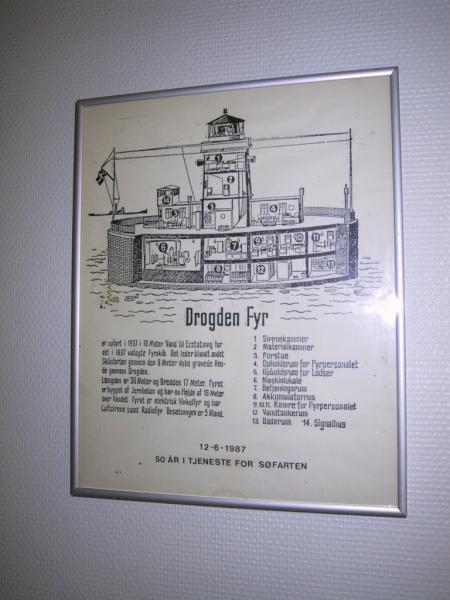 Drogden Fyr
er opført i 1937 i 10 Meter Vand til Erstatning for
det i 1837 udlagte Fyrskib. Det leder blandt andet
Skibsfarten gennem den 8 Meter dybe gravede Ren-
de gennem Drogden.
Længden er 30 Meter og Bredden 17 Meter. Fyret
er bygget af Jernbeton og har en Højde af 18 Meter
over Vandet. Fyret er elektrisk Vinkelfyr og har
Luftsirene samt Radiofyr. Besætningen er 5 Mand.
1 Sirenekammer
2 Materialkammer
3. Forstue
4. Opholdsrum for Fyrpersonalet
5. Opholdsrum for Lodser
6. Maskinlokale
7. Betjeningsrum
8. Akkumulatorrum
9.10.11. Kamre for Fyrpersonalet
12. Vandtankerum
13. Baderum 14. Signalhus
12-6-1987
50 ÅR I TJENESTE FOR SØFARTEN